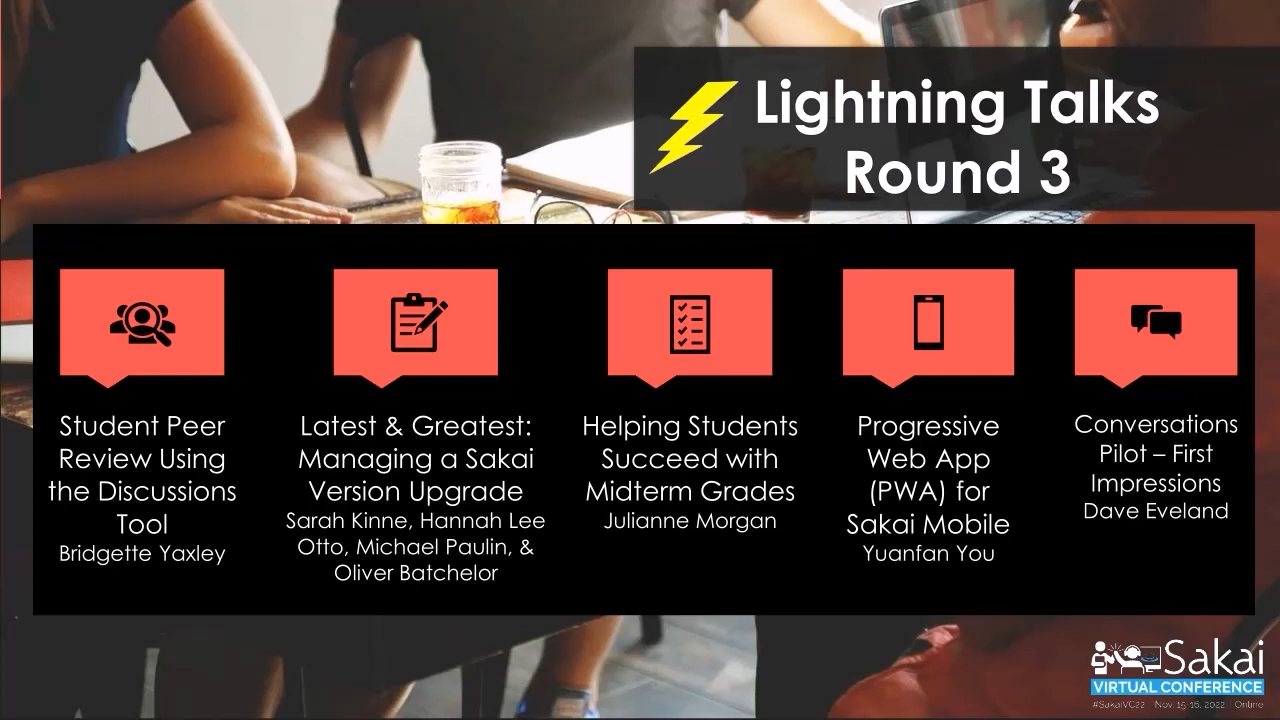 Lightning Talks
Round 3
Student Peer
Review Using
the Discussions
Tool
Bridgette Yaxley
Latest & Greatest:
Managing a Sakai
Version Upgrade
Sarah Kinne, Hannah Lee
Otto, Michael Paulin, &
Oliver Batchelor
Helping Students
Succeed with
Midterm Grades
Julianne Morgan
Progressive
Web App
(PWA) for
Sakai Mobile
Yuanfan You
Conversations
Pilot – First
Impressions
Dave Eveland
Sakai
VIRTUAL CONFERENCE
#SakaiVC22 | Nov. 15-16, 2022 | Online